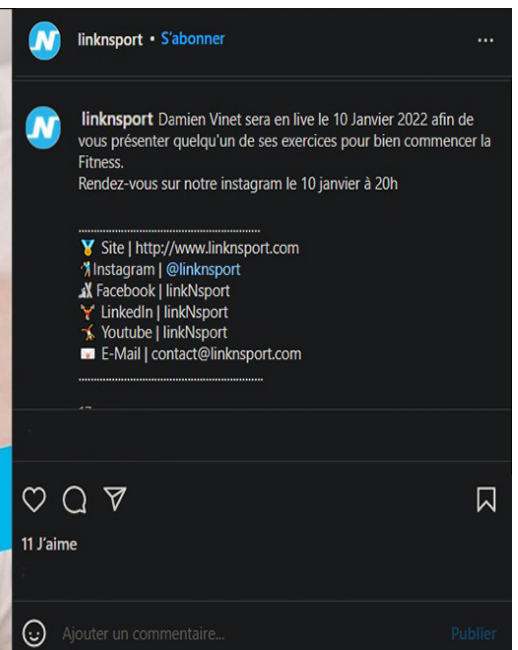 linknsport • S'abonner
linknsport Damien Vinet sera en live le 10 Janvier 2022 afin de
vous présenter quelqu'un de ses exercices pour bien commencer la
Fitness.
Rendez-vous sur notre instagram le 10 janvier à 20h
Site | http://www.linknsport.com
Instagram | @linknsport
Facebook | linkNsport
LinkedIn | linkNsport
Youtube | linkNsport
E-Mail | contact@linknsport.com
11 J'aime
Ajouter un commentaire...
Publier